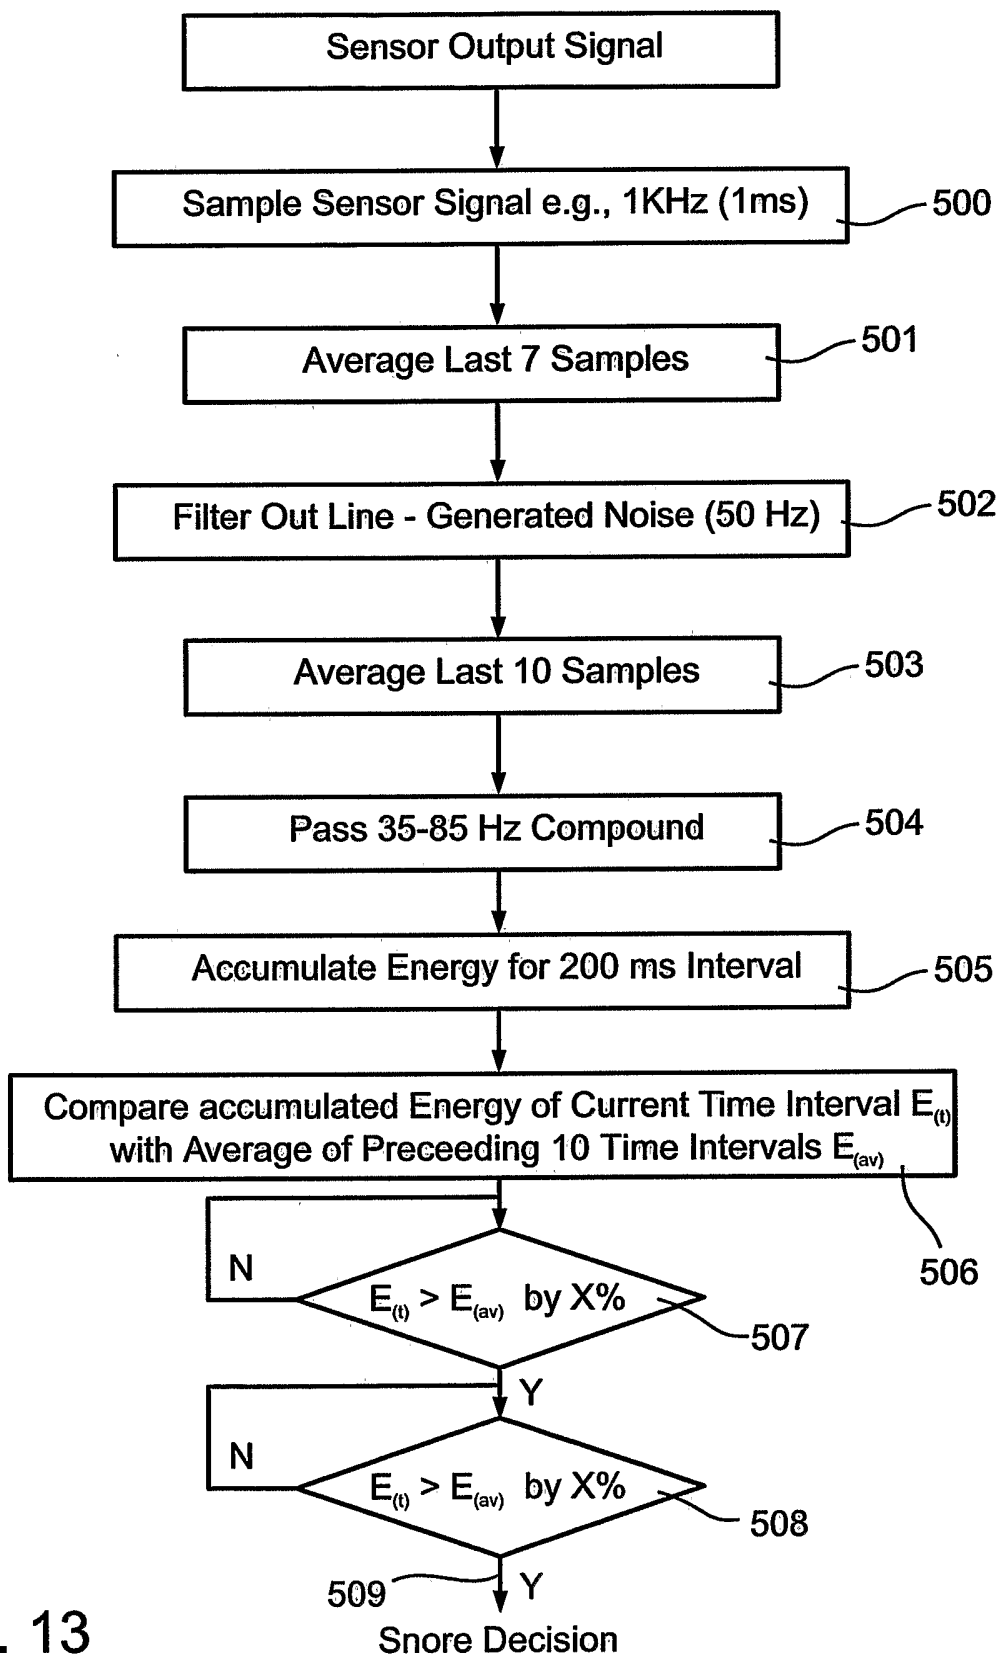 Sensor Output Signal
Sample Sensor Signal e.g., 1KHz (1ms)
500
Average Last 7 Samples
501
Filter Out Line - Generated Noise (50 Hz)
502
Average Last 10 Samples
503
Pass 35-85 Hz Compound
504
Accumulate Energy for 200 ms Interval
505
Compare accumulated Energy of Current Time Interval E(t)
with Average of Preceeding 10 Time Intervals E(av)
506
N
E(t) > E(av) by X%
507
Y
N
E(t) > E(av) by X%
508
509
Y
Snore Decision
. 13